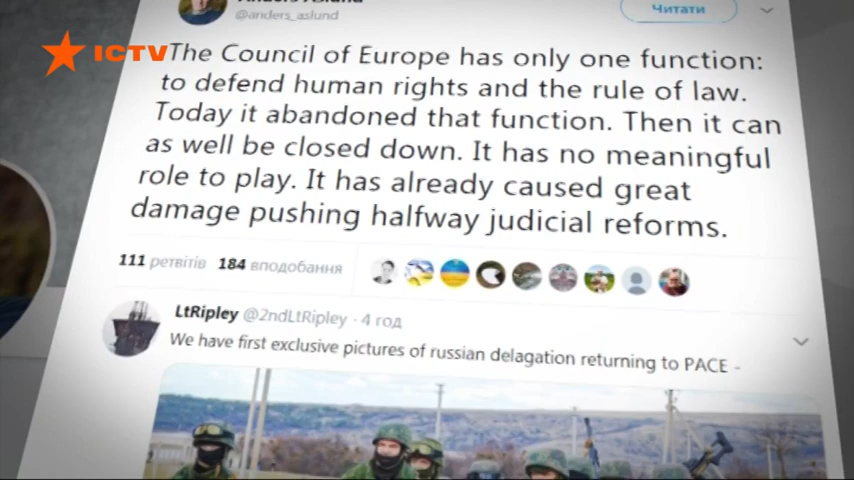 @anders_aslund
Читати
ICTV
The Council of Europe has only one function:
to defend human rights and the rule of law.
Today it abandoned that function. Then it can
as well be closed down. It has no meaningful
role to play. It has already caused great
damage pushing halfway judicial reforms.
111 ретвітів 184 вподобання
LtRipley @2ndLtRipley · 4 год
We have first exclusive pictures of russian delagation returning to PACE -